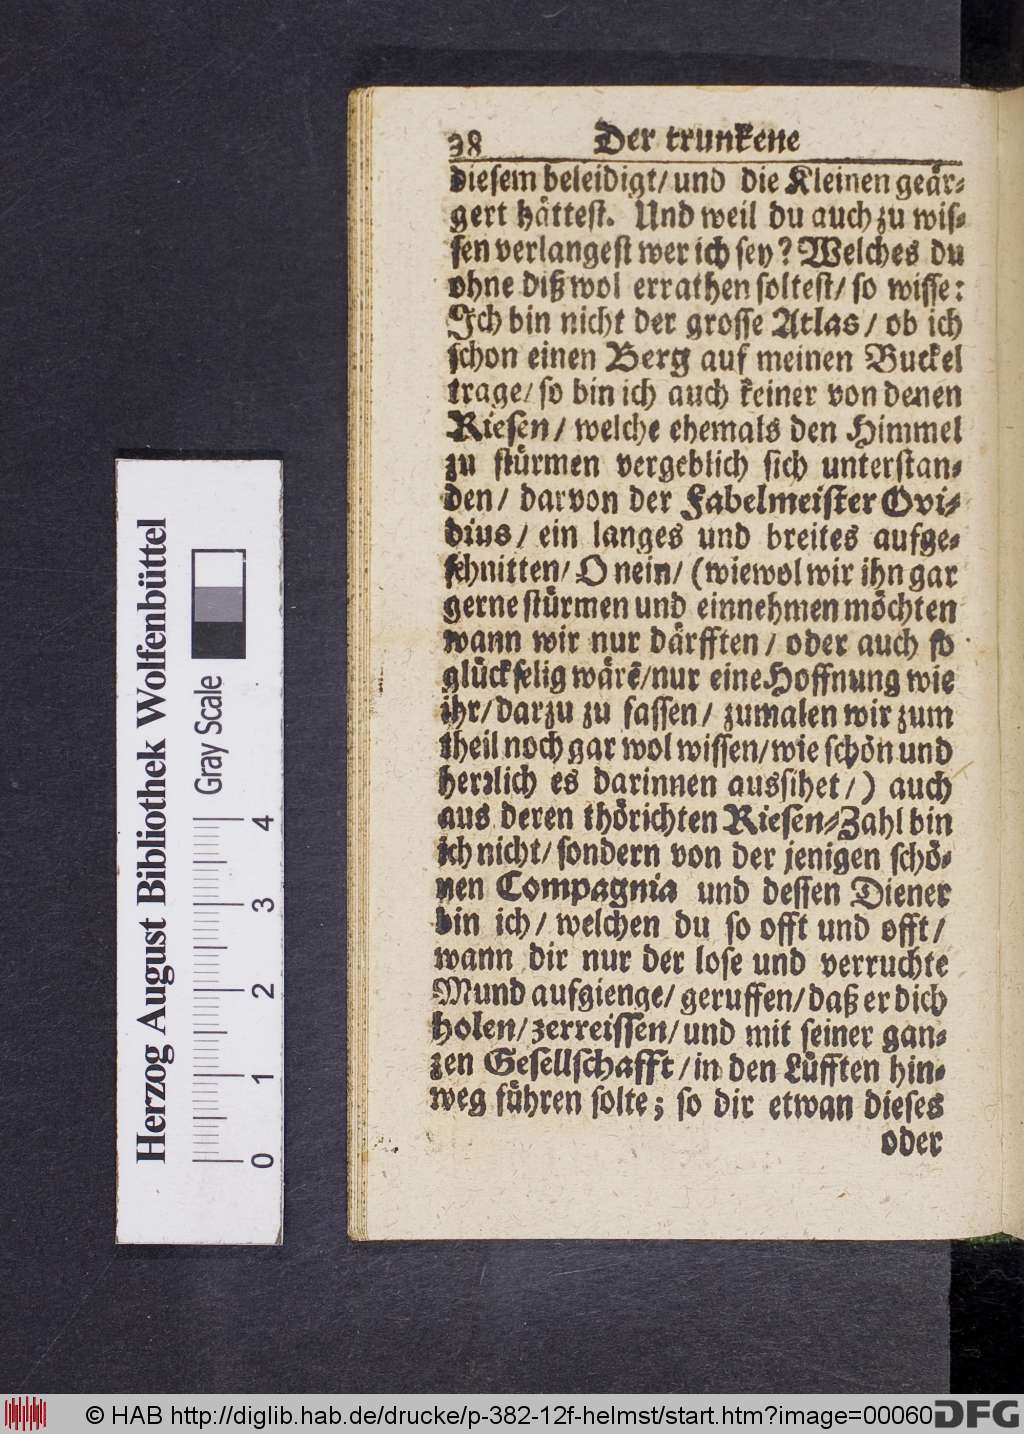 38 Der trunkene
diesem beleidigt/ und die Kleinen geär-
gert hättest. Und weil du auch zu wis-
sen verlangest wer ich sey? Welches du
ohne diß wol errathen soltest/ so wisse:
Ich bin nicht der grosse Atlas / ob ich
schon einen Berg auf meinen Buckel
trage/ so bin ich auch keiner von denen
Riesen / welche ehemals den Himmel
zu stürmen vergeblich sich unterstan-
den / darvon der Fabelmeister Ovi-
dius / ein langes und breites aufge-
schnitten/ O nein/ (wiewol wir ihn gar
gerne stürmen und einnehmen möchten
wann wir nur därfften / oder auch so
glückselig wärē/nur eine Hoffnung wie
ihr/ darzu zu fassen / zumalen wir zum
theil noch gar wol wissen/ wie schön und
herꝛlich es darinnen aussihet /) auch
aus deren thörichten Riesen-Zahl bin
ich nicht/ sondern von der jenigen schö-
nen Compagnia und dessen Diener
bin ich / welchen du so offt und offt /
wann dir nur der lose und verruchte
Mund aufgienge/ geruffen/ daß er dich
holen/ zerreissen/ und mit seiner gan-
zen Gesellschafft / in den Lüfften hin-
weg führen solte; so dir etwan dieses
oder
Herzog August Bibliothek Wolfenbüttel
Gray Scale
0 1 2 3 4
© HAB http://diglib.hab.de/drucke/p-382-12f-helmst/start.htm?image=00060
DFG